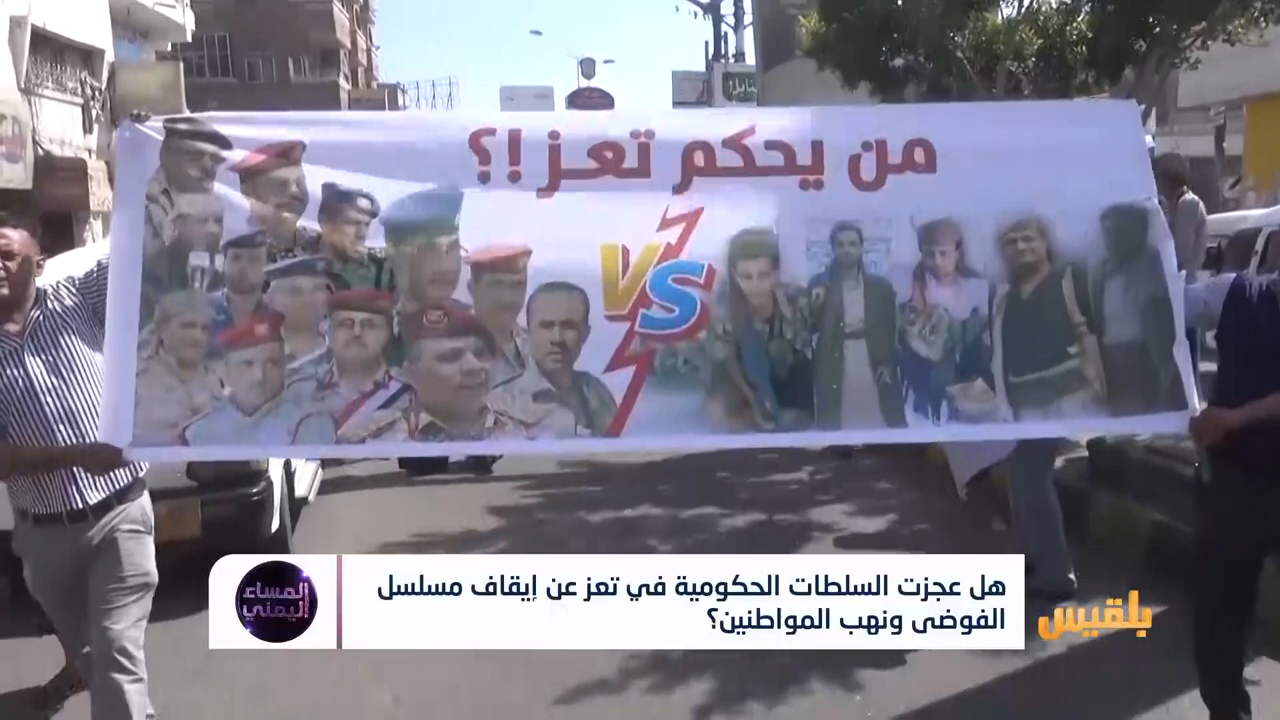 من يحكم تعز !؟
VS
هل عجزت السلطات الحكومية في تعز عن إيقاف مسلسل
الفوضى ونهب المواطنين؟
المساء
اليمني
بلقيس